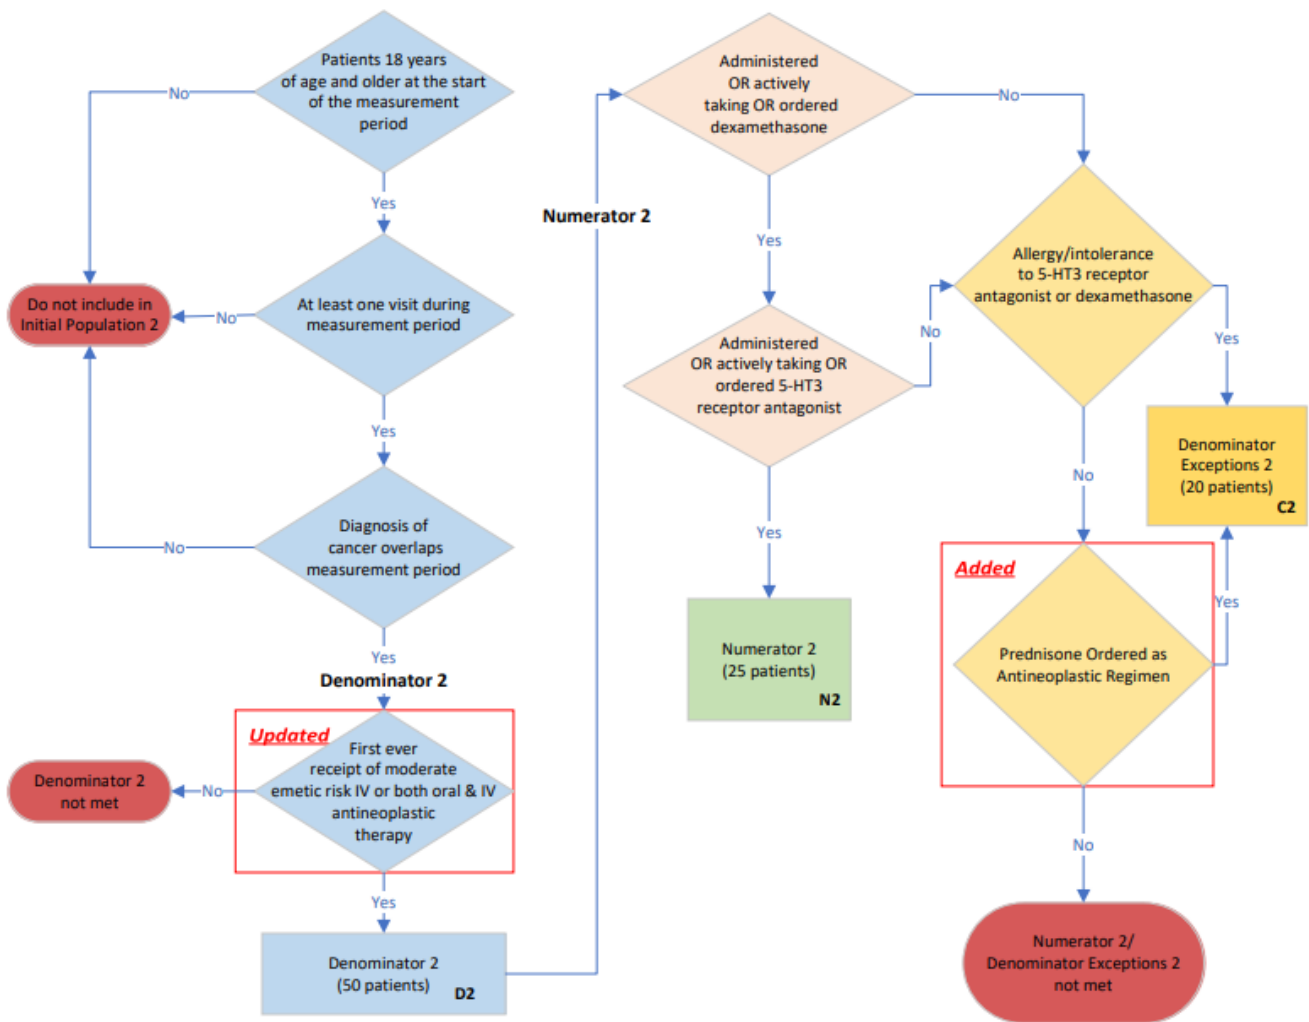 Patients 18 years
of age and older at the start
of the measurement
period
No
Yes
At least one visit during
measurement period
No
Do not include in
Initial Population 2
Yes
Diagnosis of
cancer overlaps
measurement period
No
Yes
Denominator 2
Updated
First ever
receipt of moderate
emetic risk IV or both oral & IV
antineoplastic
therapy
No
Denominator 2
not met
Yes
Denominator 2
(50 patients)
D2
Numerator 2
Administered
OR actively
taking OR ordered
dexamethasone
No
Yes
Administered
OR actively taking OR
ordered 5-HT3
receptor antagonist
No
Yes
Numerator 2
(25 patients)
N2
Allergy/intolerance
to 5-HT3 receptor
antagonist or dexamethasone
Yes
No
Denominator
Exceptions 2
(20 patients)
C2
Added
Prednisone Ordered as
Antineoplastic Regimen
Yes
No
Numerator 2/
Denominator Exceptions 2
not met